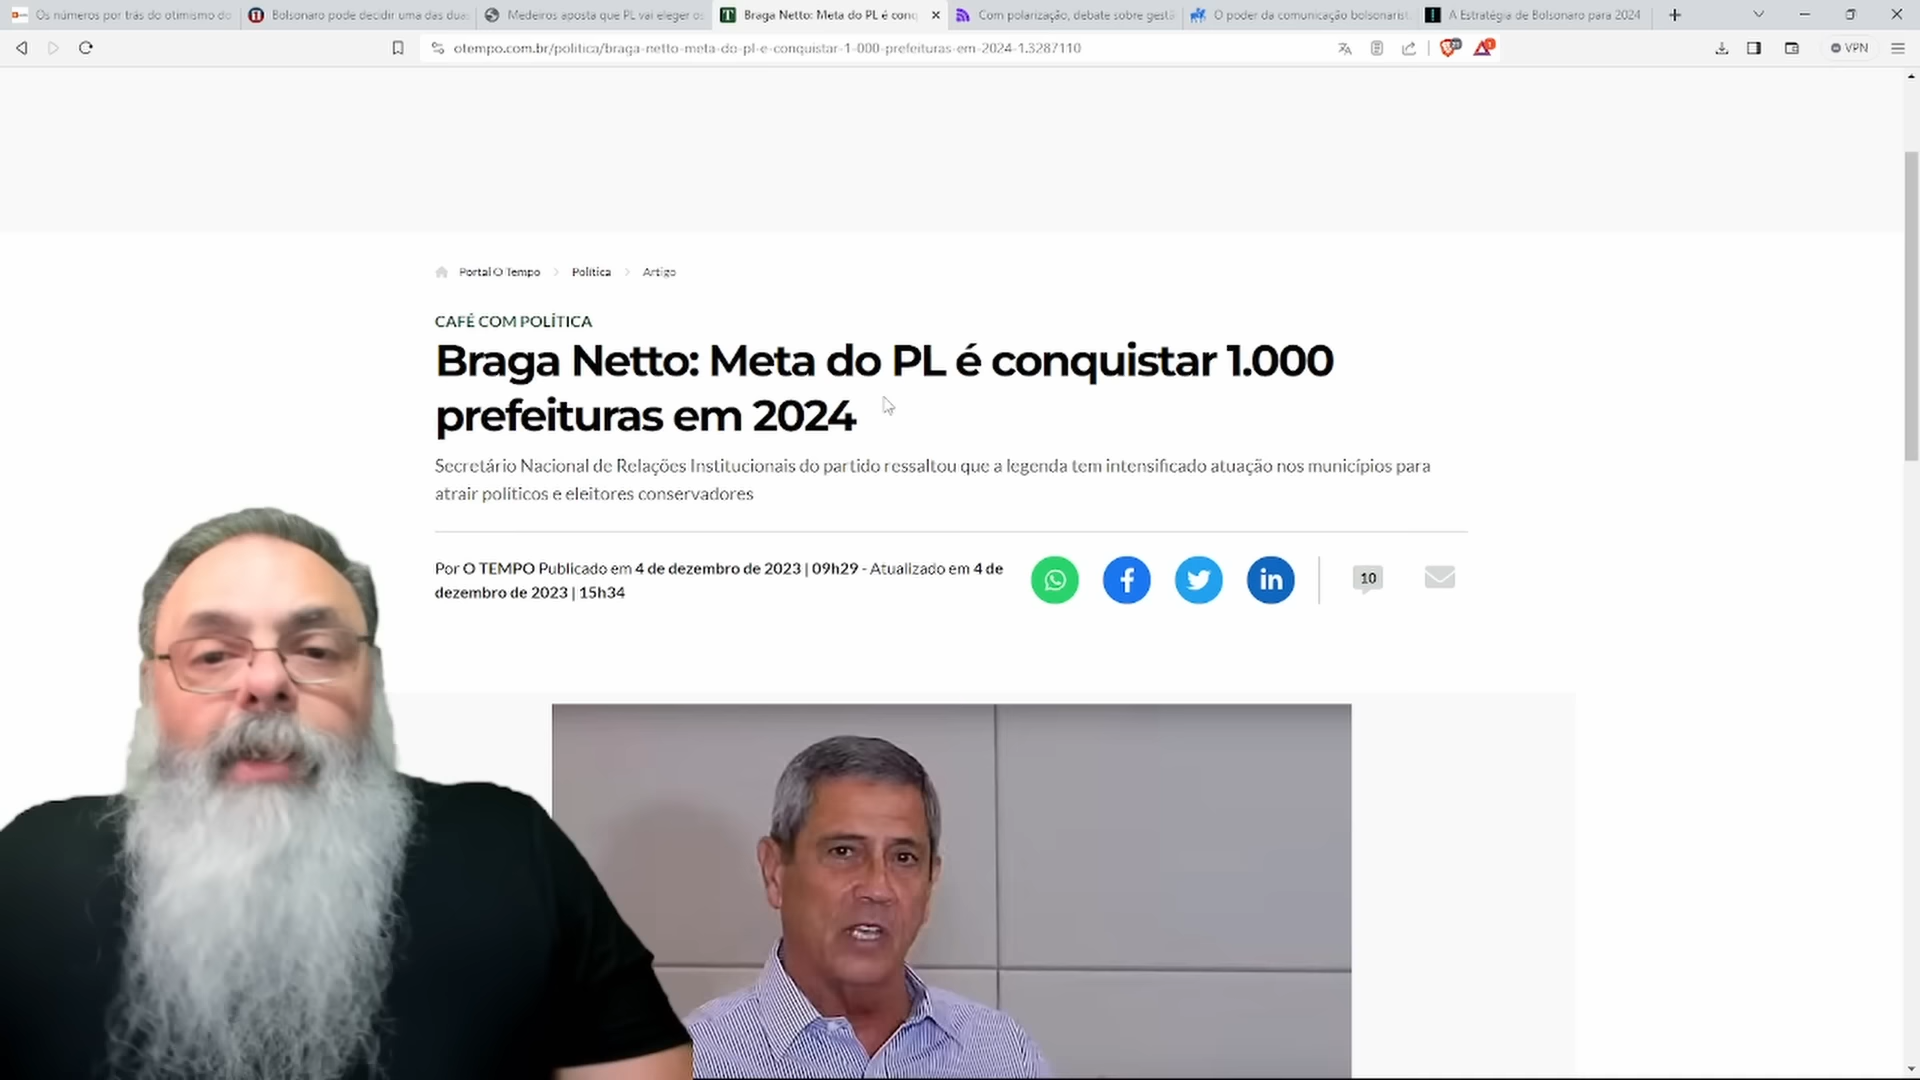 Os números por trás do otimismo do
Bolsonaro pode decidir uma das dua
Medeiros aposta que PL vai eleger o
Braga Netto: Meta do PL é conq
Com polarização, debate sobre gestã
O poder da comunicação bolsonarist
A Estratégia de Bolsonaro para 2024
otempo.com.br/politica/braga-netto-meta-do-pl-e-conquistar-1-000-prefeituras-em-2024-1.3287110
VPN
Portal O Tempo > Política > Artigo
CAFÉ COM POLÍTICA
Braga Netto: Meta do PL é conquistar 1.000
prefeituras em 2024
Secretário Nacional de Relações Institucionais do partido ressaltou que a legenda tem intensificado atuação nos municípios para
atrair políticos e eleitores conservadores
Por O TEMPO Publicado em 4 de dezembro de 2023 | 09h29 - Atualizado em 4 de
dezembro de 2023 | 15h34
10